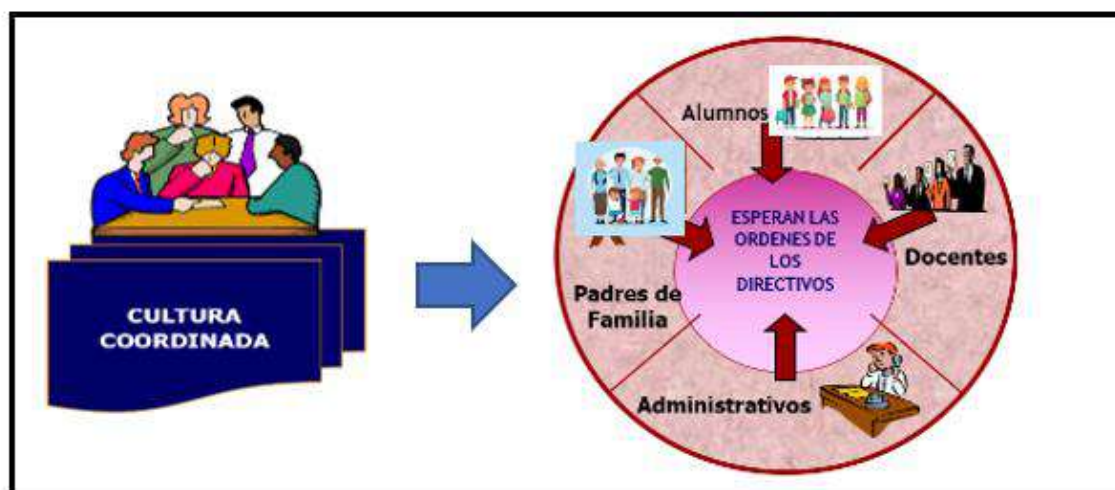 CULTURA
COORDINADA
Alumnos
ESPERAN LAS
ORDENES DE
LOS
DIRECTIVOS
Docentes
Padres de
Familia
Administrativos